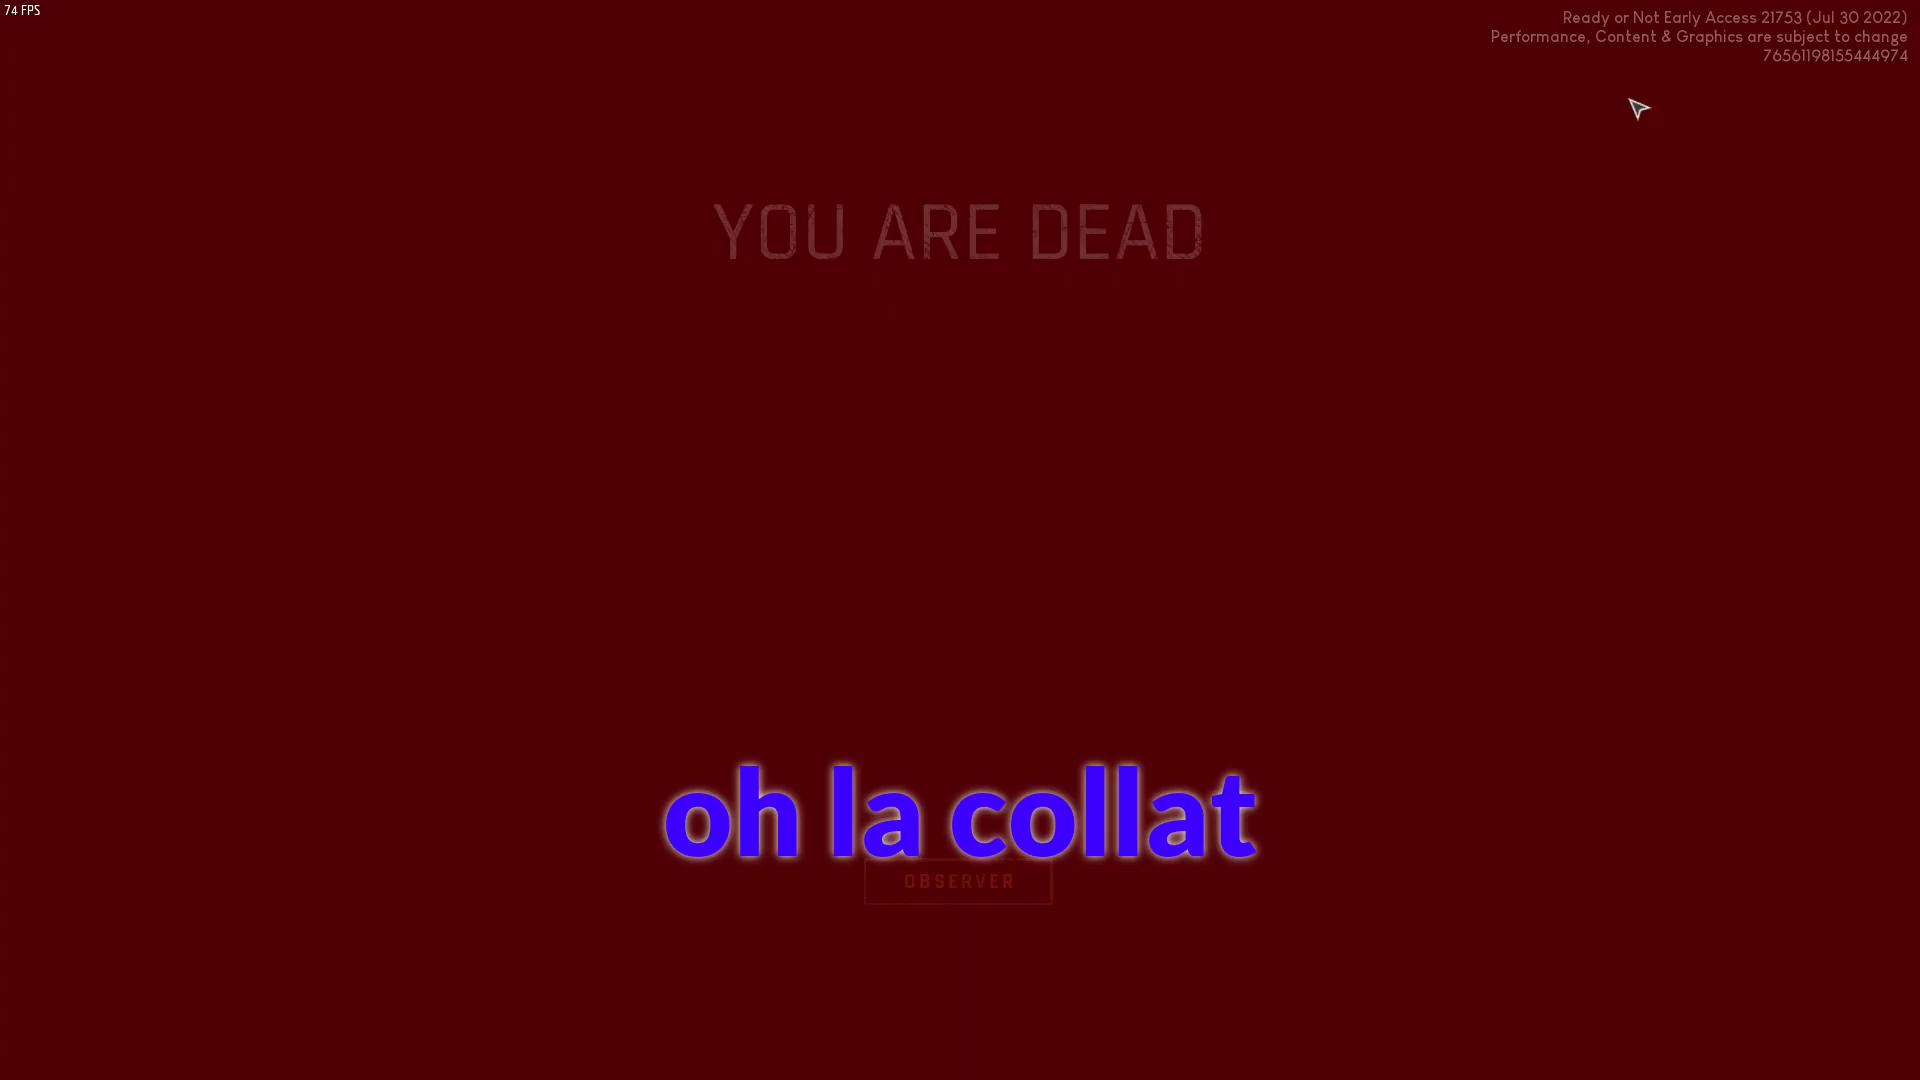 74 FPS
Ready or Not Early Access 21753 (Jul 30 2022)
Performance, Content & Graphics are subject to change
76561198155444974
YOU ARE DEAD
oh la collat
OBSERVER